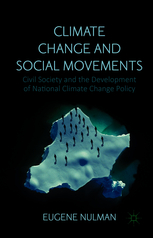 CLIMATE
CHANGE AND
SOCIAL MOVEMENTS
Civil Society and the Development
of National Climate Change Policy
EUGENE NULMAN